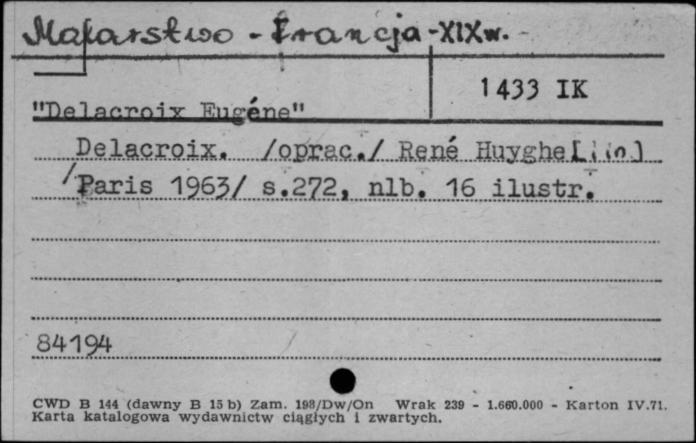 Malarstwo - Francja - XIX w.
1433 IK
"Delacroix Eugéne"
Delacroix. /oprac./ René Huyghe [i in.]
/Paris 1963/ s.272, nlb. 16 ilustr.
84194
CWD B 144 (dawny B 15 b) Zam. 198/Dw/On Wrak 239 - 1.660.000 - Karton IV.71.
Karta katalogowa wydawnictw ciągłych i zwartych.